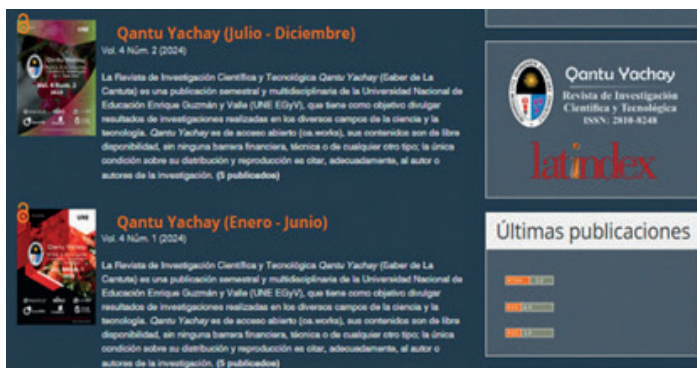 Qantu Yachay (Julio - Diciembre)
Vol. 4 Núm. 2 (2024)
La Revista de Investigación Científica y Tecnológica Qantu Yachay (Saber de La
Cantuta) es una publicación semestral y multidisciplinaria de la Universidad Nacional de
Educación Enrique Guzmán y Valle (UNE EGyV), que tiene como objetivo divulgar
resultados de investigaciones realizadas en los diversos campos de la ciencia y la
tecnología. Qantu Yachay es de acceso abierto (oa.works), sus contenidos son de libre
disponibilidad, sin ninguna barrera financiera, técnica o de cualquier otro tipo; la única
condición sobre su distribución y reproducción es citar, adecuadamente, al autor o
autores de la investigación. (5 publicados)
UNE
Qantu Yachay
Vol. 4 Núm. 2
Qantu Yachay (Enero - Junio)
Vol. 4 Núm. 1 (2024)
La Revista de Investigación Científica y Tecnológica Qantu Yachay (Saber de La
Cantuta) es una publicación semestral y multidisciplinaria de la Universidad Nacional de
Educación Enrique Guzmán y Valle (UNE EGyV), que tiene como objetivo divulgar
resultados de investigaciones realizadas en los diversos campos de la ciencia y la
tecnología. Qantu Yachay es de acceso abierto (oa.works), sus contenidos son de libre
disponibilidad, sin ninguna barrera financiera, técnica o de cualquier otro tipo; la única
condición sobre su distribución y reproducción es citar, adecuadamente, al autor o
autores de la investigación. (5 publicados)
UNE
Qantu Yachay
Qantu Yachay
Revista de Investigación
Científica y Tecnológica
ISSN: 2810-8248
latindex
Últimas publicaciones